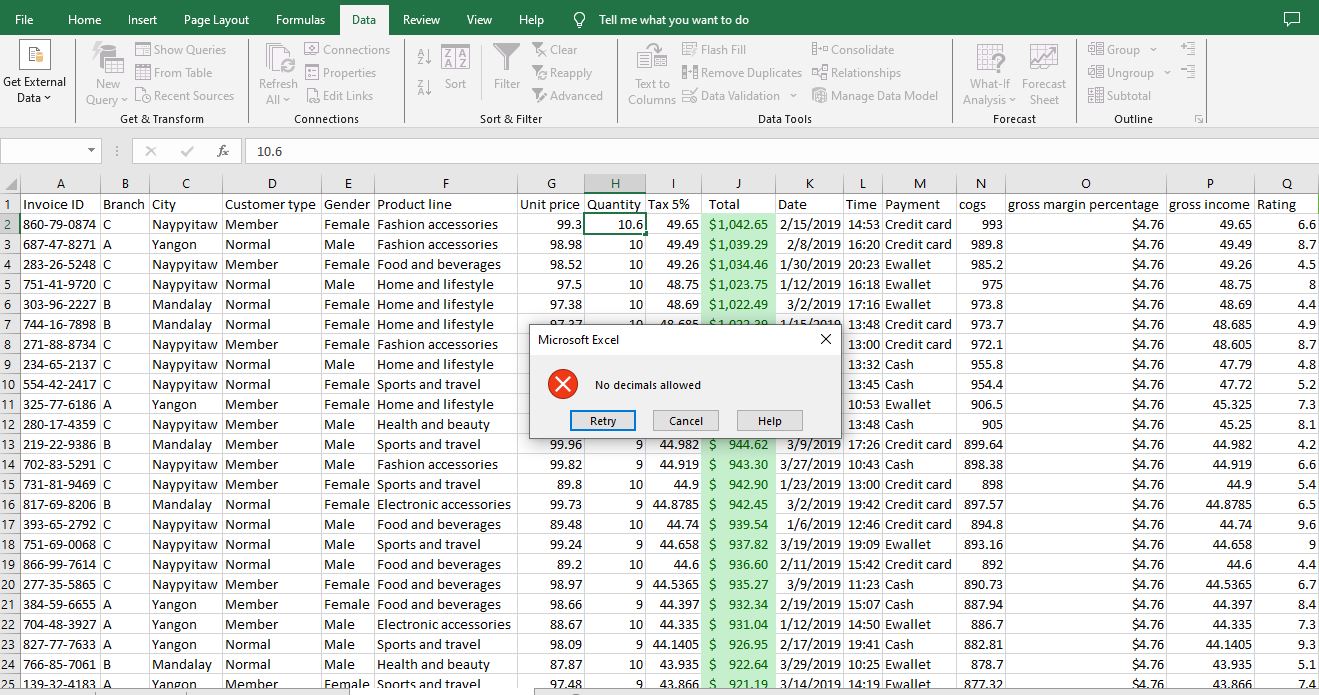 File Home Insert Page Layout Formulas Data Review View Help Tell me what you want to do
Get External Data
New Query
Show Queries
From Table
Recent Sources
Get & Transform
Refresh All
Connections
Properties
Edit Links
Connections
Sort
Filter
Clear
Reapply
Advanced
Sort & Filter
Text to Columns
Flash Fill
Remove Duplicates
Data Validation
Consolidate
Relationships
Manage Data Model
Data Tools
What-If Analysis
Forecast Sheet
Forecast
Group
Ungroup
Subtotal
Outline
fx 10.6
A B C D E F G H I J K L M N O P Q
1 Invoice ID Branch City Customer type Gender Product line Unit price Quantity Tax 5% Total Date Time Payment cogs gross margin percentage gross income Rating
2 860-79-0874 C Naypyitaw Member Female Fashion accessories 99.3 10.6 49.65 $1,042.65 2/15/2019 14:53 Credit card 993 $4.76 49.65 6.6
3 687-47-8271 A Yangon Normal Male Fashion accessories 98.98 10 49.49 $1,039.29 2/8/2019 16:20 Credit card 989.8 $4.76 49.49 8.7
4 283-26-5248 C Naypyitaw Member Female Food and beverages 98.52 10 49.26 $1,034.46 1/30/2019 20:23 Ewallet 985.2 $4.76 49.26 4.5
5 751-41-9720 C Naypyitaw Normal Male Home and lifestyle 97.5 10 48.75 $1,023.75 1/12/2019 16:18 Ewallet 975 $4.76 48.75 8
6 303-96-2227 B Mandalay Normal Female Home and lifestyle 97.38 10 48.69 $1,022.49 3/2/2019 17:16 Ewallet 973.8 $4.76 48.69 4.4
7 744-16-7898 B Mandalay Normal Female Home and lifestyle 97.37 10 48.685 $1,022.39 1/15/2019 13:48 Credit card 973.7 $4.76 48.685 4.9
8 271-88-8734 C Naypyitaw Member Female Fashion accessories 13:00 Credit card 972.1 $4.76 48.605 8.7
9 234-65-2137 C Naypyitaw Normal Male Home and lifestyle 13:32 Cash 955.8 $4.76 47.79 4.8
10 554-42-2417 C Naypyitaw Normal Female Sports and travel 13:45 Cash 954.4 $4.76 47.72 5.2
11 325-77-6186 A Yangon Member Female Home and lifestyle 10:53 Ewallet 906.5 $4.76 45.325 7.3
12 280-17-4359 C Naypyitaw Member Male Health and beauty 13:48 Cash 905 $4.76 45.25 8.1
Microsoft Excel
No decimals allowed
Retry Cancel Help
13 219-22-9386 B Mandalay Member Male Sports and travel 99.96 9 44.982 $ 944.62 3/9/2019 17:26 Credit card 899.64 $4.76 44.982 4.2
14 702-83-5291 C Naypyitaw Member Male Fashion accessories 99.82 9 44.919 $ 943.30 3/27/2019 10:43 Cash 898.38 $4.76 44.919 6.6
15 731-81-9469 C Naypyitaw Member Female Sports and travel 89.8 10 44.9 $ 942.90 1/23/2019 13:00 Credit card 898 $4.76 44.9 5.4
16 817-69-8206 B Mandalay Normal Female Electronic accessories 99.73 9 44.8785 $ 942.45 3/2/2019 19:42 Credit card 897.57 $4.76 44.8785 6.5
17 393-65-2792 C Naypyitaw Normal Male Food and beverages 89.48 10 44.74 $ 939.54 1/6/2019 12:46 Credit card 894.8 $4.76 44.74 9.6
18 751-69-0068 C Naypyitaw Normal Male Sports and travel 99.24 9 44.658 $ 937.82 3/19/2019 19:09 Ewallet 893.16 $4.76 44.658 9
19 866-99-7614 C Naypyitaw Normal Male Food and beverages 89.2 10 44.6 $ 936.60 2/11/2019 15:42 Credit card 892 $4.76 44.6 4.4
20 277-35-5865 C Naypyitaw Member Female Food and beverages 98.97 9 44.5365 $ 935.27 3/9/2019 11:23 Cash 890.73 $4.76 44.5365 6.7
21 384-59-6655 A Yangon Member Female Food and beverages 98.66 9 44.397 $ 932.34 2/19/2019 15:07 Cash 887.94 $4.76 44.397 8.4
22 704-48-3927 A Yangon Member Male Electronic accessories 88.67 10 44.335 $ 931.04 1/12/2019 14:50 Ewallet 886.7 $4.76 44.335 7.3
23 827-77-7633 A Yangon Normal Male Sports and travel 98.09 9 44.1405 $ 926.95 2/17/2019 19:41 Cash 882.81 $4.76 44.1405 9.3
24 766-85-7061 B Mandalay Normal Male Health and beauty 87.87 10 43.935 $ 922.64 3/29/2019 10:25 Ewallet 878.7 $4.76 43.935 5.1
25 139-32-4183 A Yangon Member Female Sports and travel 97.48 9 43.866 $ 921.19 3/14/2019 14:19 Ewallet 877.32 $4.76 43.866 7.4